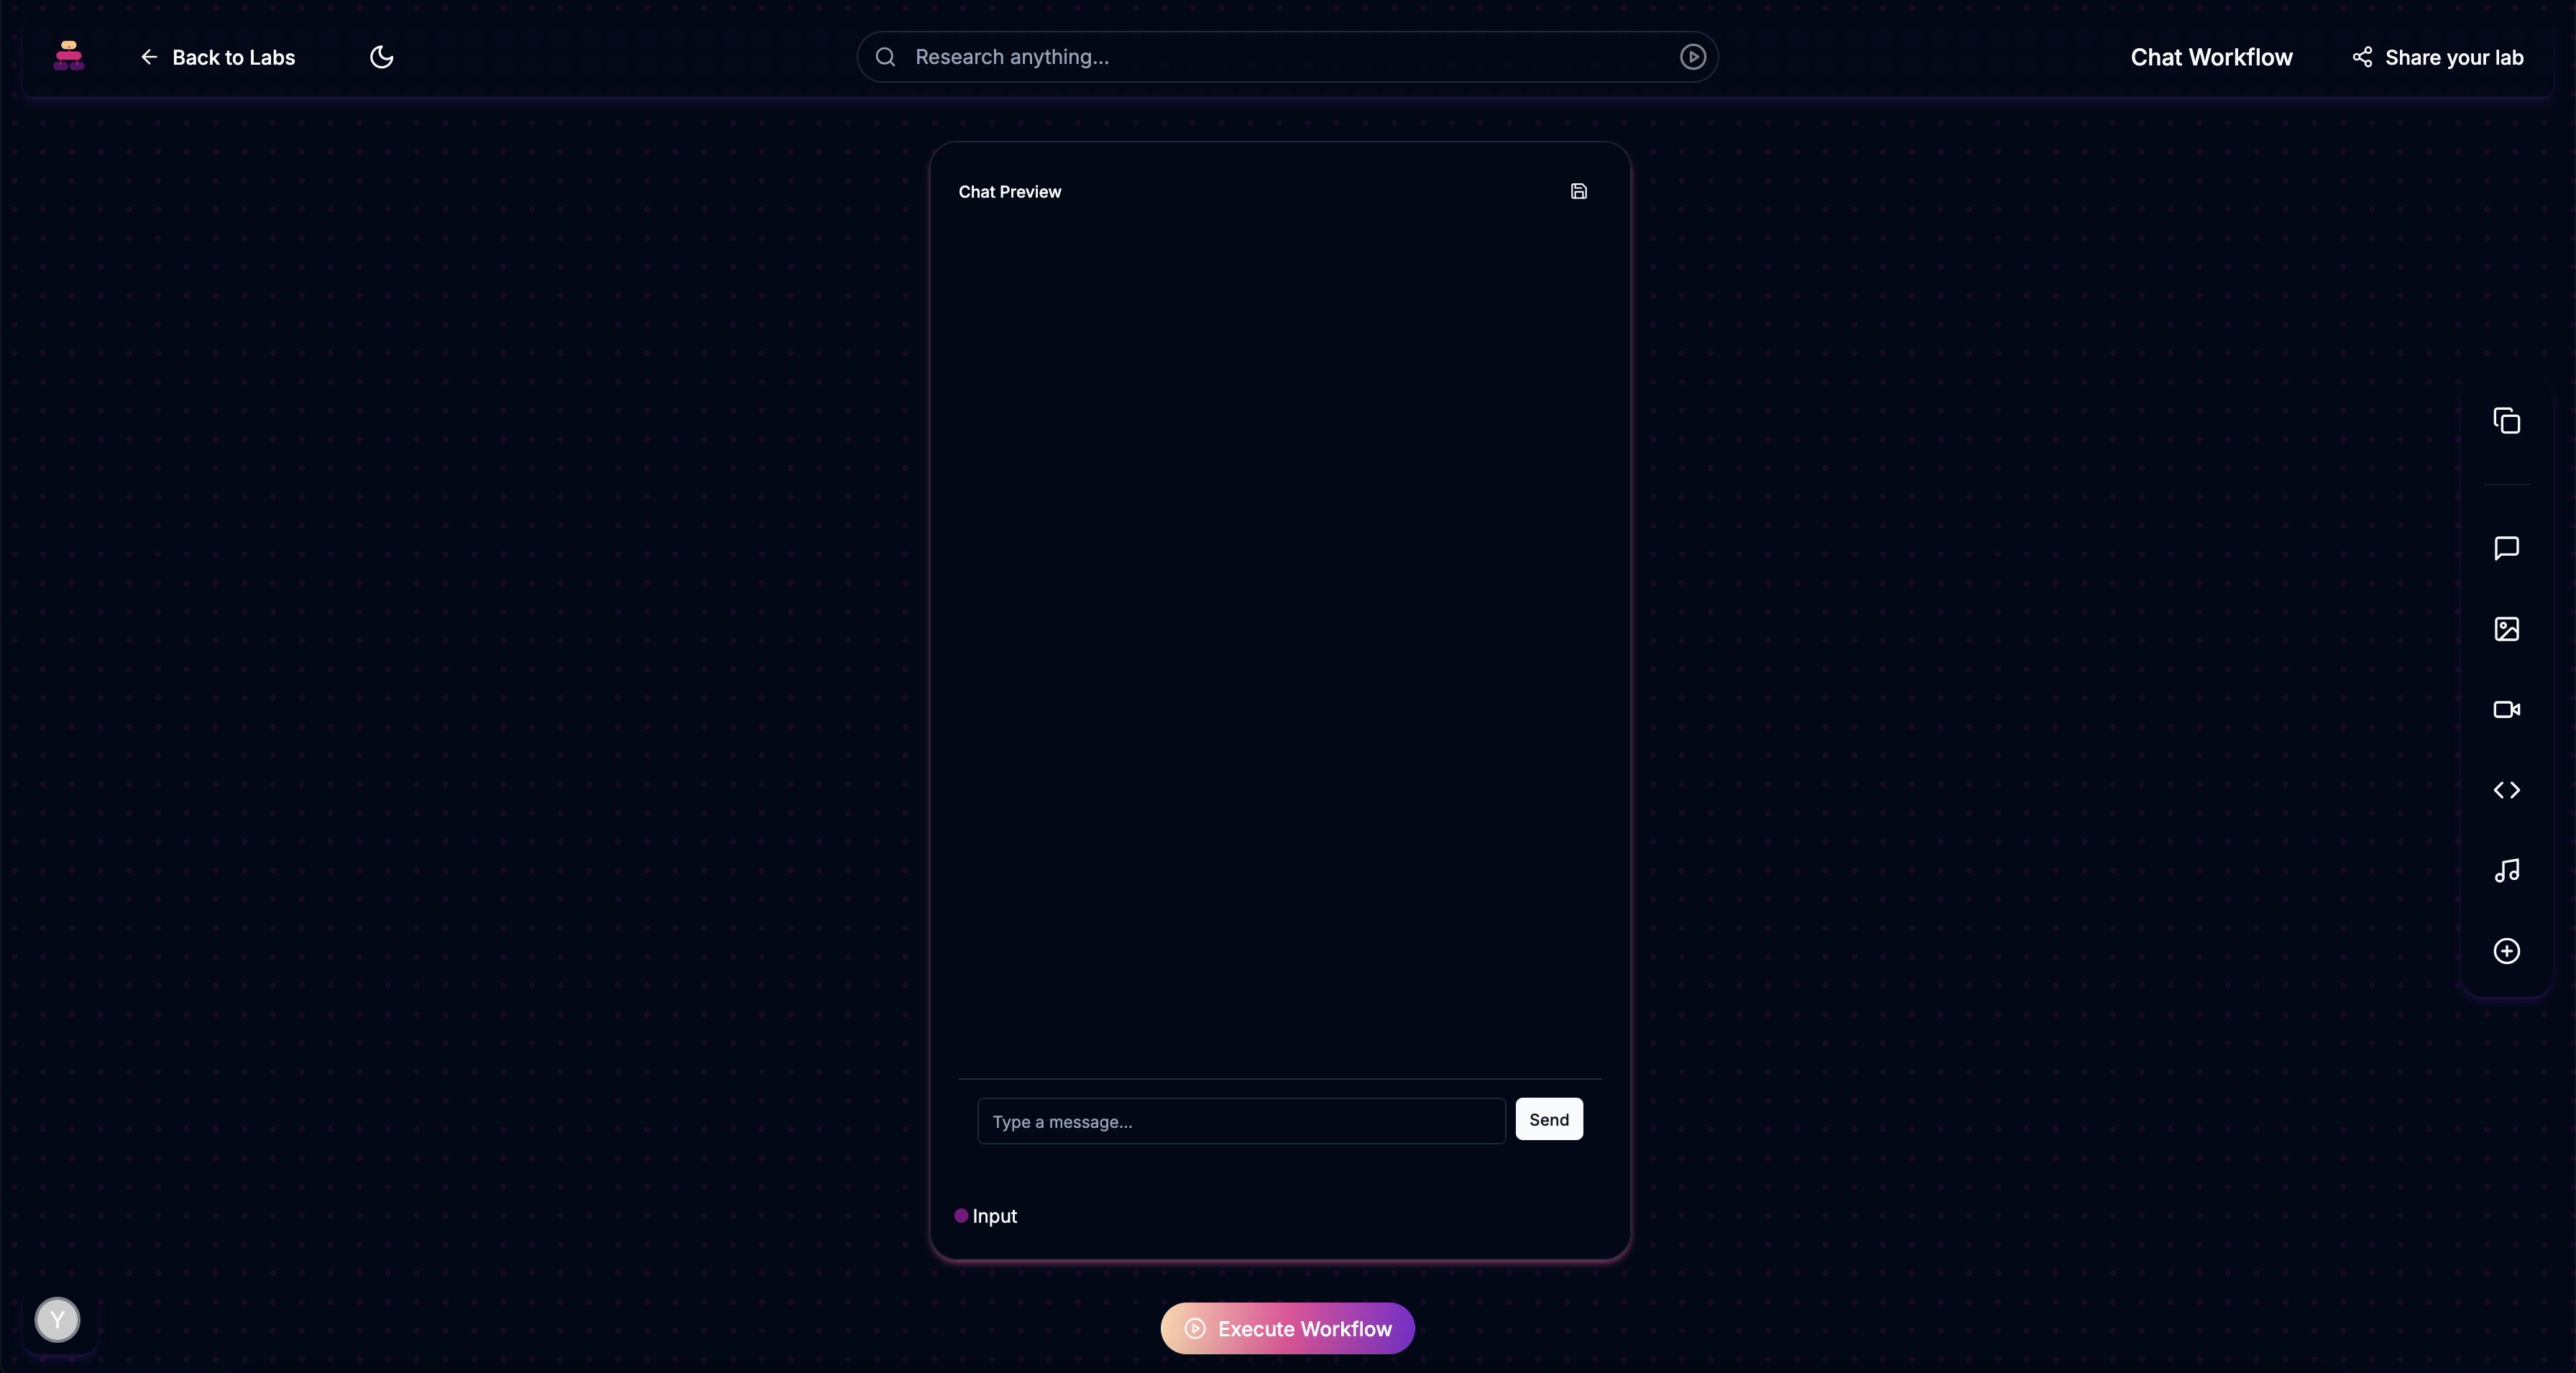 Back to Labs
Research anything...
Chat Workflow
Share your lab
Chat Preview
Type a message...
Send
Input
Y
Execute Workflow